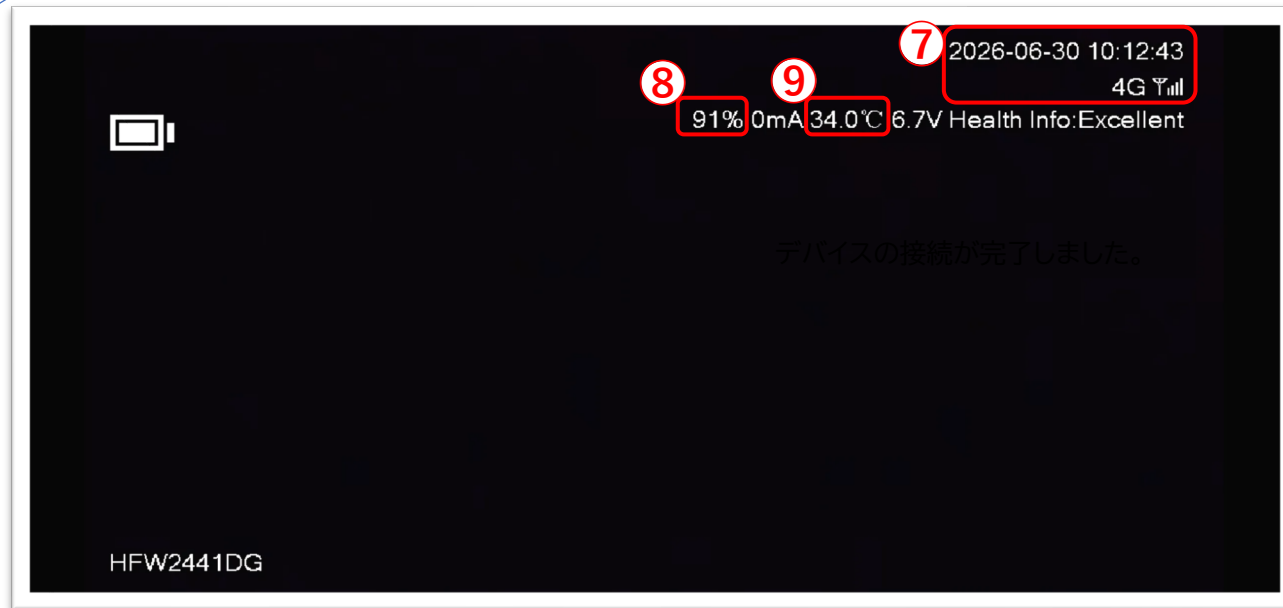 ⑦ 2026-06-30 10:12:43
4G
⑧ ⑨
91% 0mA 34.0℃ 6.7V Health Info:Excellent
デバイスの接続が完了しました。
HFW2441DG